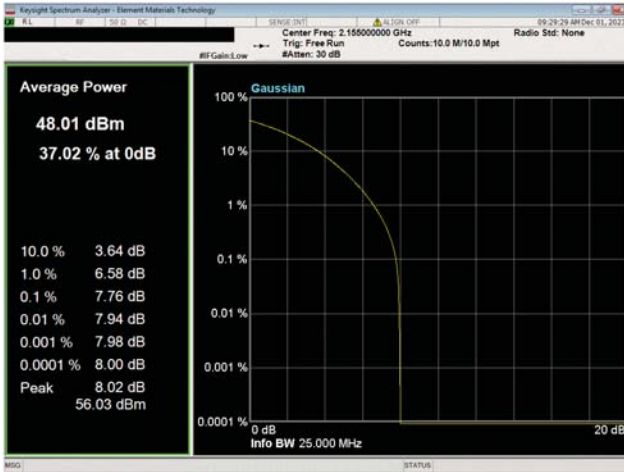 Keysight Spectrum Analyzer - Element Materials Technology
RL RF 50 Ω DC SENSE:INT ALIGN OFF 09:29:29 AM Dec 01, 2023
Center Freq: 2.155000000 GHz Radio Std: None
Trig: Free Run Counts:10.0 M/10.0 Mpt
#IFGain:Low #Atten: 30 dB
Average Power
48.01 dBm
37.02 % at 0dB
10.0 % 3.64 dB
1.0 % 6.58 dB
0.1 % 7.76 dB
0.01 % 7.94 dB
0.001 % 7.98 dB
0.0001 % 8.00 dB
Peak 8.02 dB
56.03 dBm
Gaussian
100 %
10 %
1 %
0.1 %
0.01 %
0.001 %
0.0001 %
0 dB 20 dB
Info BW 25.000 MHz
MSG STATUS